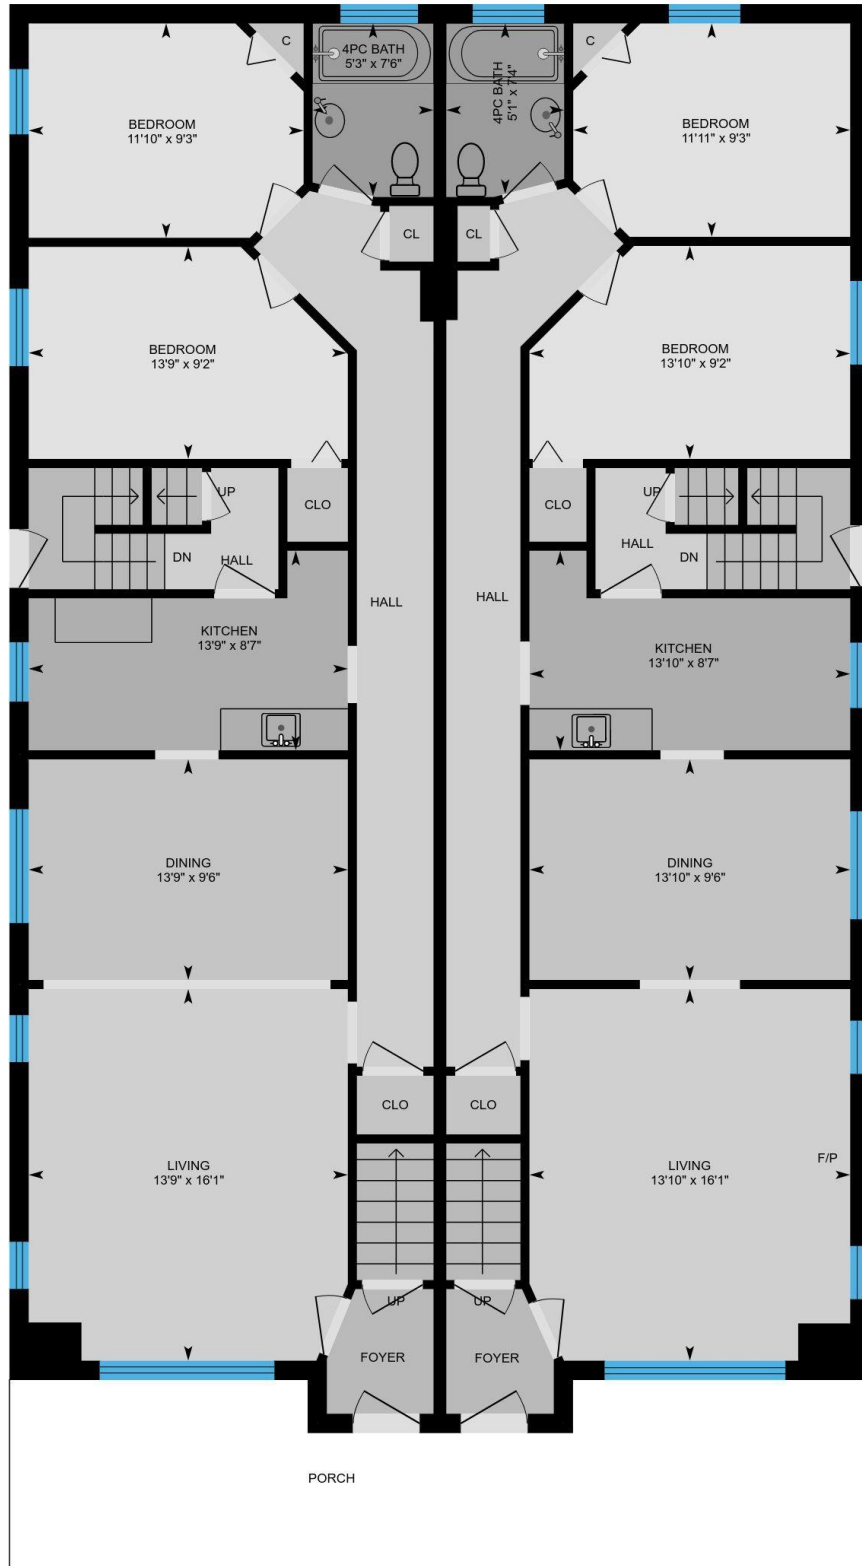 C
4PC BATH
5'3" x 7'6"
4PC BATH
5'1" x 7'4"
C
BEDROOM
11'10" x 9'3"
BEDROOM
11'11" x 9'3"
CL
CL
BEDROOM
13'9" x 9'2"
BEDROOM
13'10" x 9'2"
UP
CLO
CLO
UP
DN
HALL
HALL
DN
HALL
HALL
KITCHEN
13'9" x 8'7"
KITCHEN
13'10" x 8'7"
DINING
13'9" x 9'6"
DINING
13'10" x 9'6"
CLO
CLO
LIVING
13'9" x 16'1"
LIVING
13'10" x 16'1"
F/P
UP
UP
FOYER
FOYER
PORCH